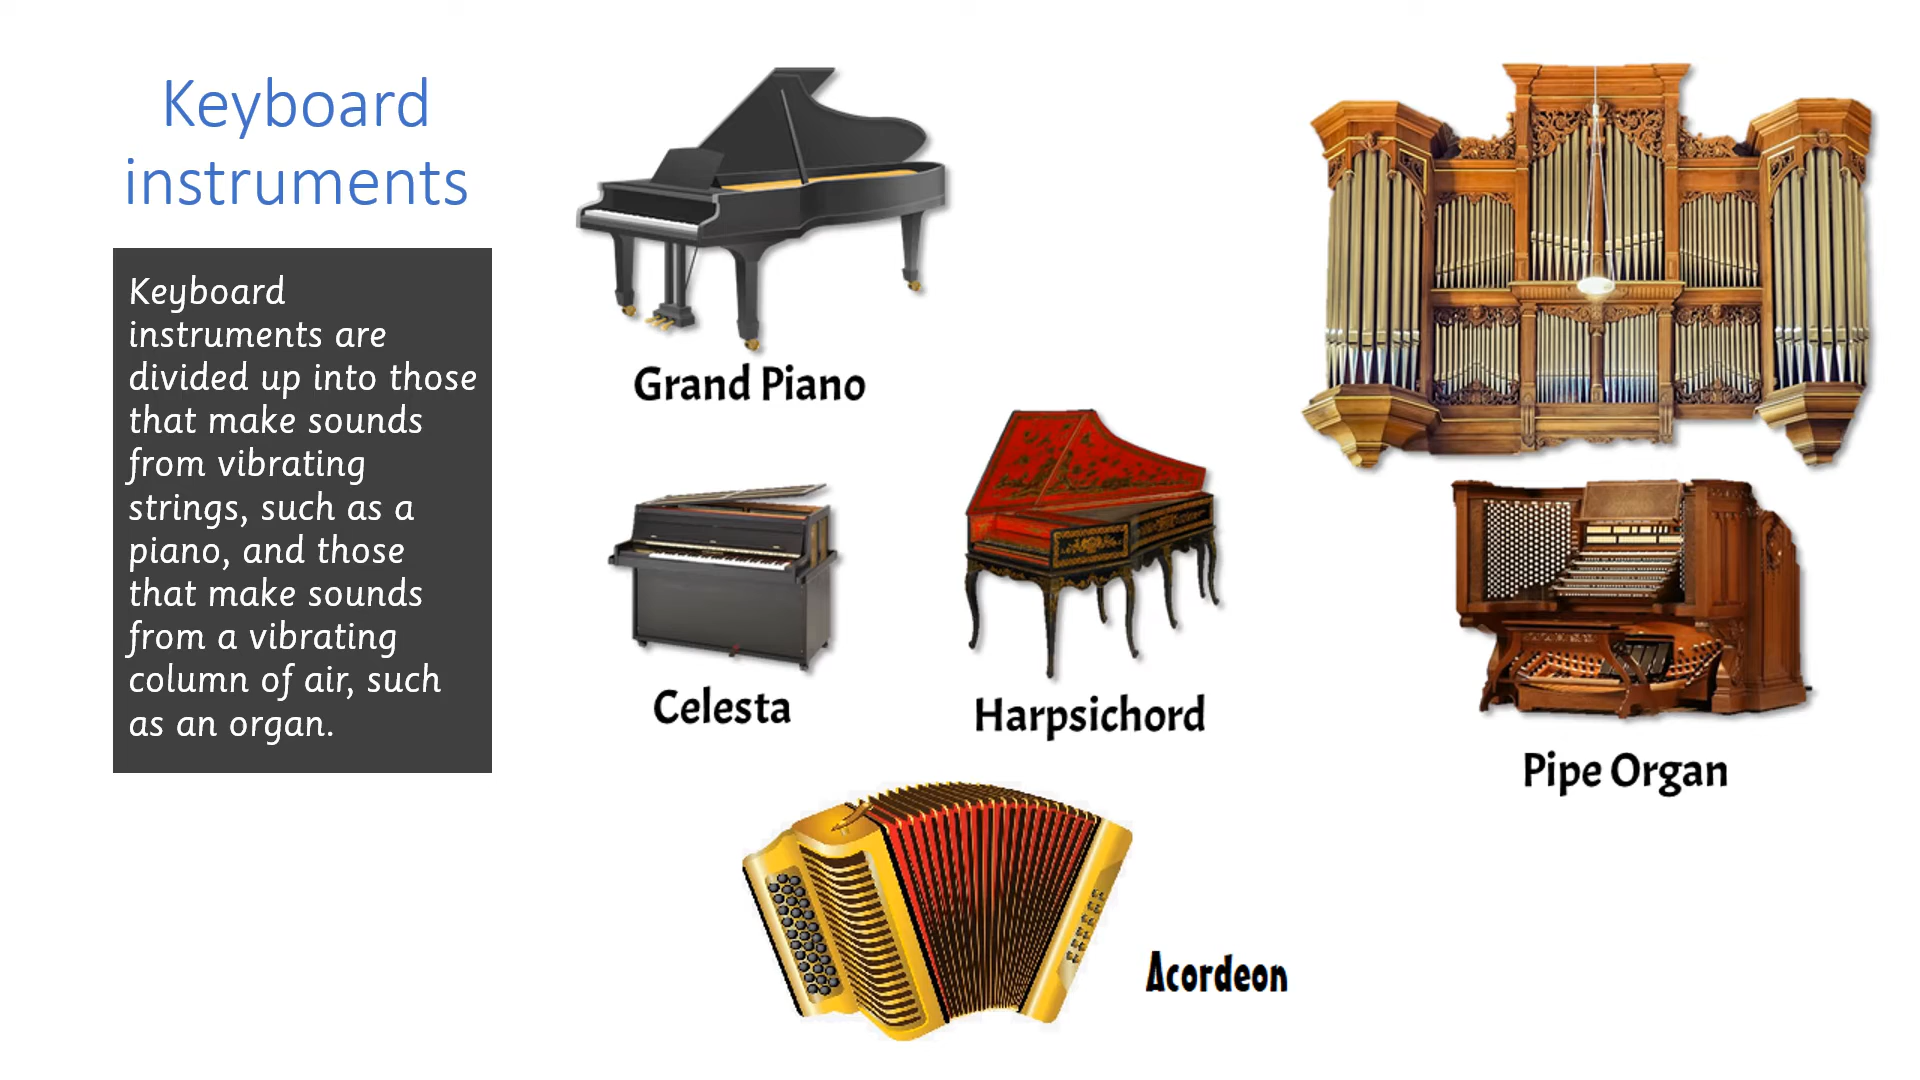 Keyboard
instruments
Keyboard
instruments are
divided up into those
that make sounds
from vibrating
strings, such as a
piano, and those
that make sounds
from a vibrating
column of air, such
as an organ.
Grand Piano
Celesta
Harpsichord
Pipe Organ
Acordeon